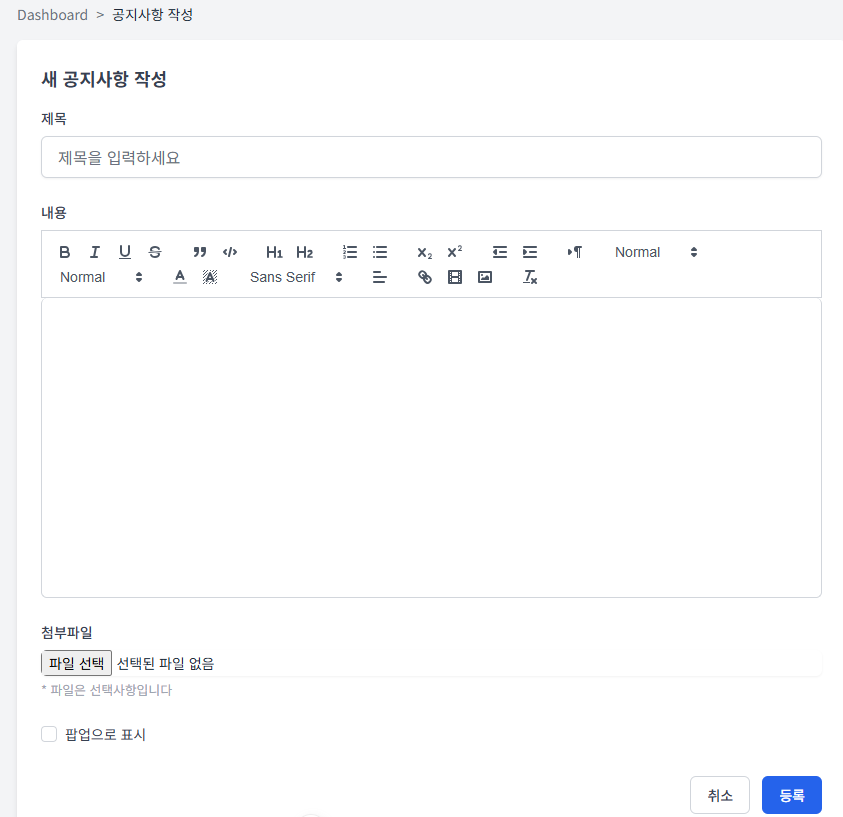 Dashboard > 공지사항 작성
새 공지사항 작성
제목
제목을 입력하세요
내용
B I U S H1 H2 x2 x2 Normal
Normal A A Sans Serif Tx
첨부파일
파일 선택 선택된 파일 없음
* 파일은 선택사항입니다
팝업으로 표시
취소 등록